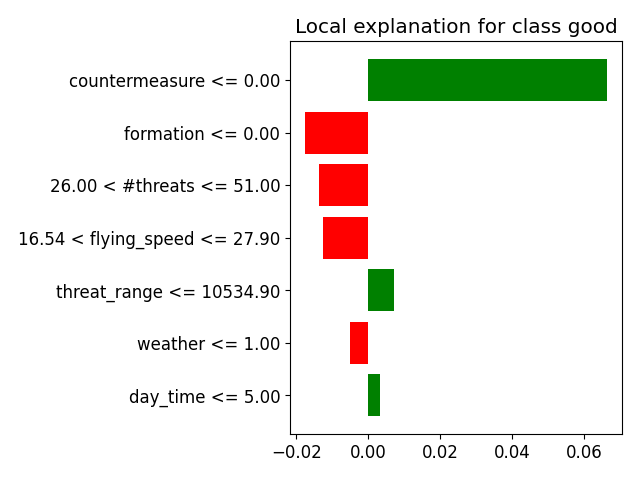 Local explanation for class good
countermeasure <= 0.00
formation <= 0.00
26.00 < #threats <= 51.00
16.54 < flying_speed <= 27.90
threat_range <= 10534.90
weather <= 1.00
day_time <= 5.00
−0.02 0.00 0.02 0.04 0.06